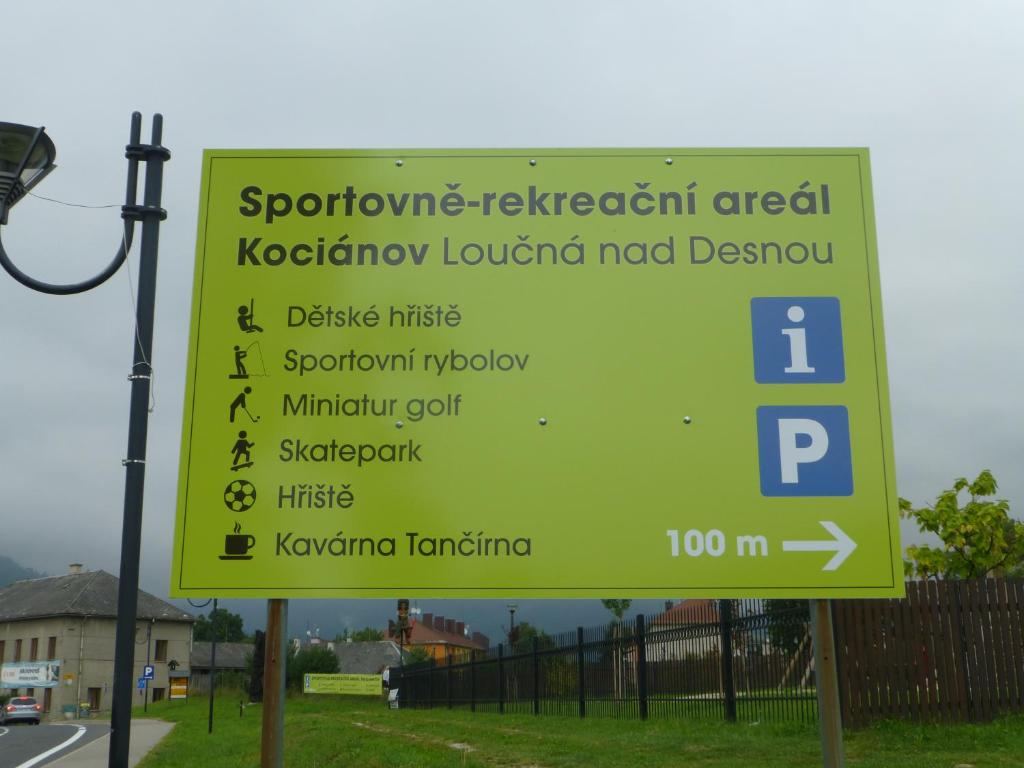 Sportovně-rekreační areál
Kociánov Loučná nad Desnou
Dětské hřiště
Sportovní rybolov
Miniatur golf
Skatepark
Hřiště
Kavárna Tančírna
i
P
100 m
P